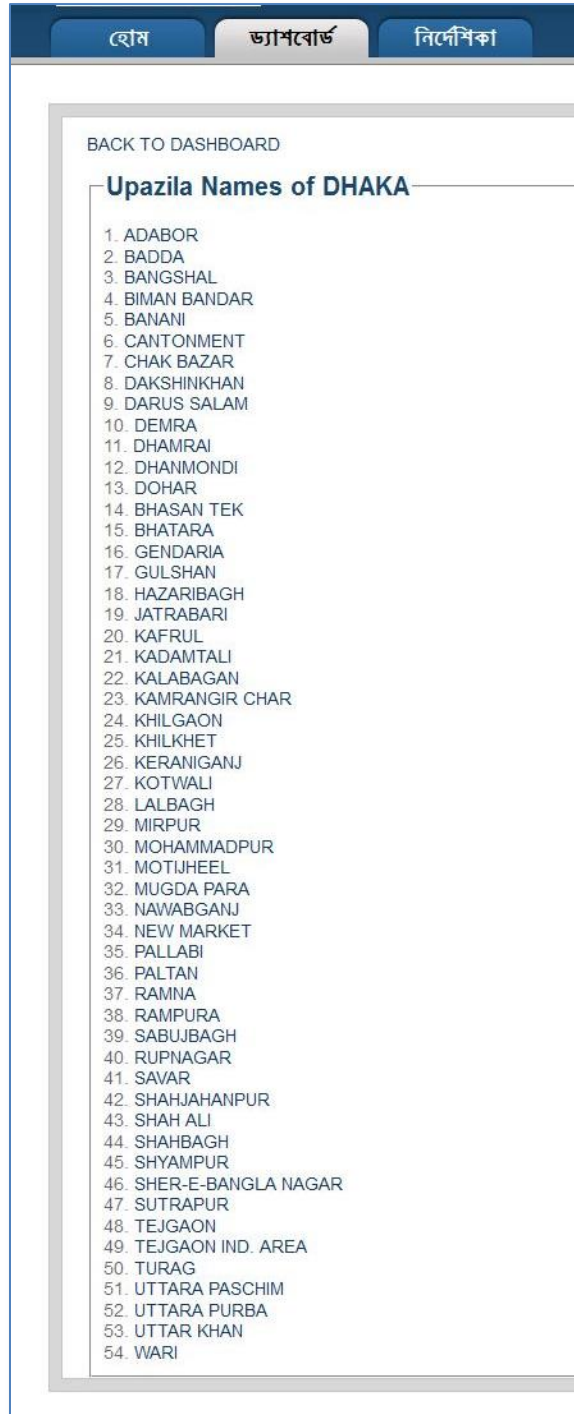 হোম ড্যাশবোর্ড নির্দেশিকা
BACK TO DASHBOARD
Upazila Names of DHAKA
1. ADABOR
2. BADDA
3. BANGSHAL
4. BIMAN BANDAR
5. BANANI
6. CANTONMENT
7. CHAK BAZAR
8. DAKSHINKHAN
9. DARUS SALAM
10. DEMRA
11. DHAMRAI
12. DHANMONDI
13. DOHAR
14. BHASAN TEK
15. BHATARA
16. GENDARIA
17. GULSHAN
18. HAZARIBAGH
19. JATRABARI
20. KAFRUL
21. KADAMTALI
22. KALABAGAN
23. KAMRANGIR CHAR
24. KHILGAON
25. KHILKHET
26. KERANIGANJ
27. KOTWALI
28. LALBAGH
29. MIRPUR
30. MOHAMMADPUR
31. MOTIJHEEL
32. MUGDA PARA
33. NAWABGANJ
34. NEW MARKET
35. PALLABI
36. PALTAN
37. RAMNA
38. RAMPURA
39. SABUJBAGH
40. RUPNAGAR
41. SAVAR
42. SHAHJAHANPUR
43. SHAH ALI
44. SHAHBAGH
45. SHYAMPUR
46. SHER-E-BANGLA NAGAR
47. SUTRAPUR
48. TEJGAON
49. TEJGAON IND. AREA
50. TURAG
51. UTTARA PASCHIM
52. UTTARA PURBA
53. UTTAR KHAN
54. WARI